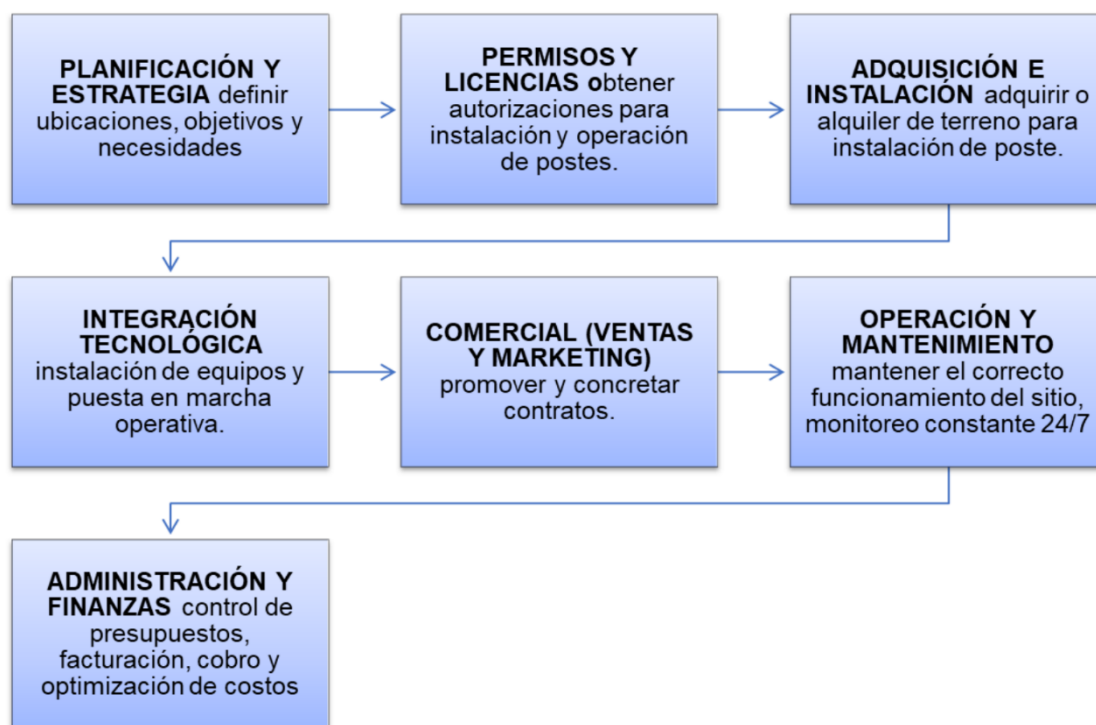 PLANIFICACIÓN Y
ESTRATEGIA definir
ubicaciones, objetivos y
necesidades
PERMISOS Y
LICENCIAS obtener
autorizaciones para
instalación y operación
de postes.
ADQUISICIÓN E
INSTALACIÓN adquirir o
alquiler de terreno para
instalación de poste.
INTEGRACIÓN
TECNOLÓGICA
instalación de equipos y
puesta en marcha
operativa.
COMERCIAL (VENTAS
Y MARKETING)
promover y concretar
contratos.
OPERACIÓN Y
MANTENIMIENTO
mantener el correcto
funcionamiento del sitio,
monitoreo constante 24/7
ADMINISTRACIÓN Y
FINANZAS control de
presupuestos,
facturación, cobro y
optimización de costos